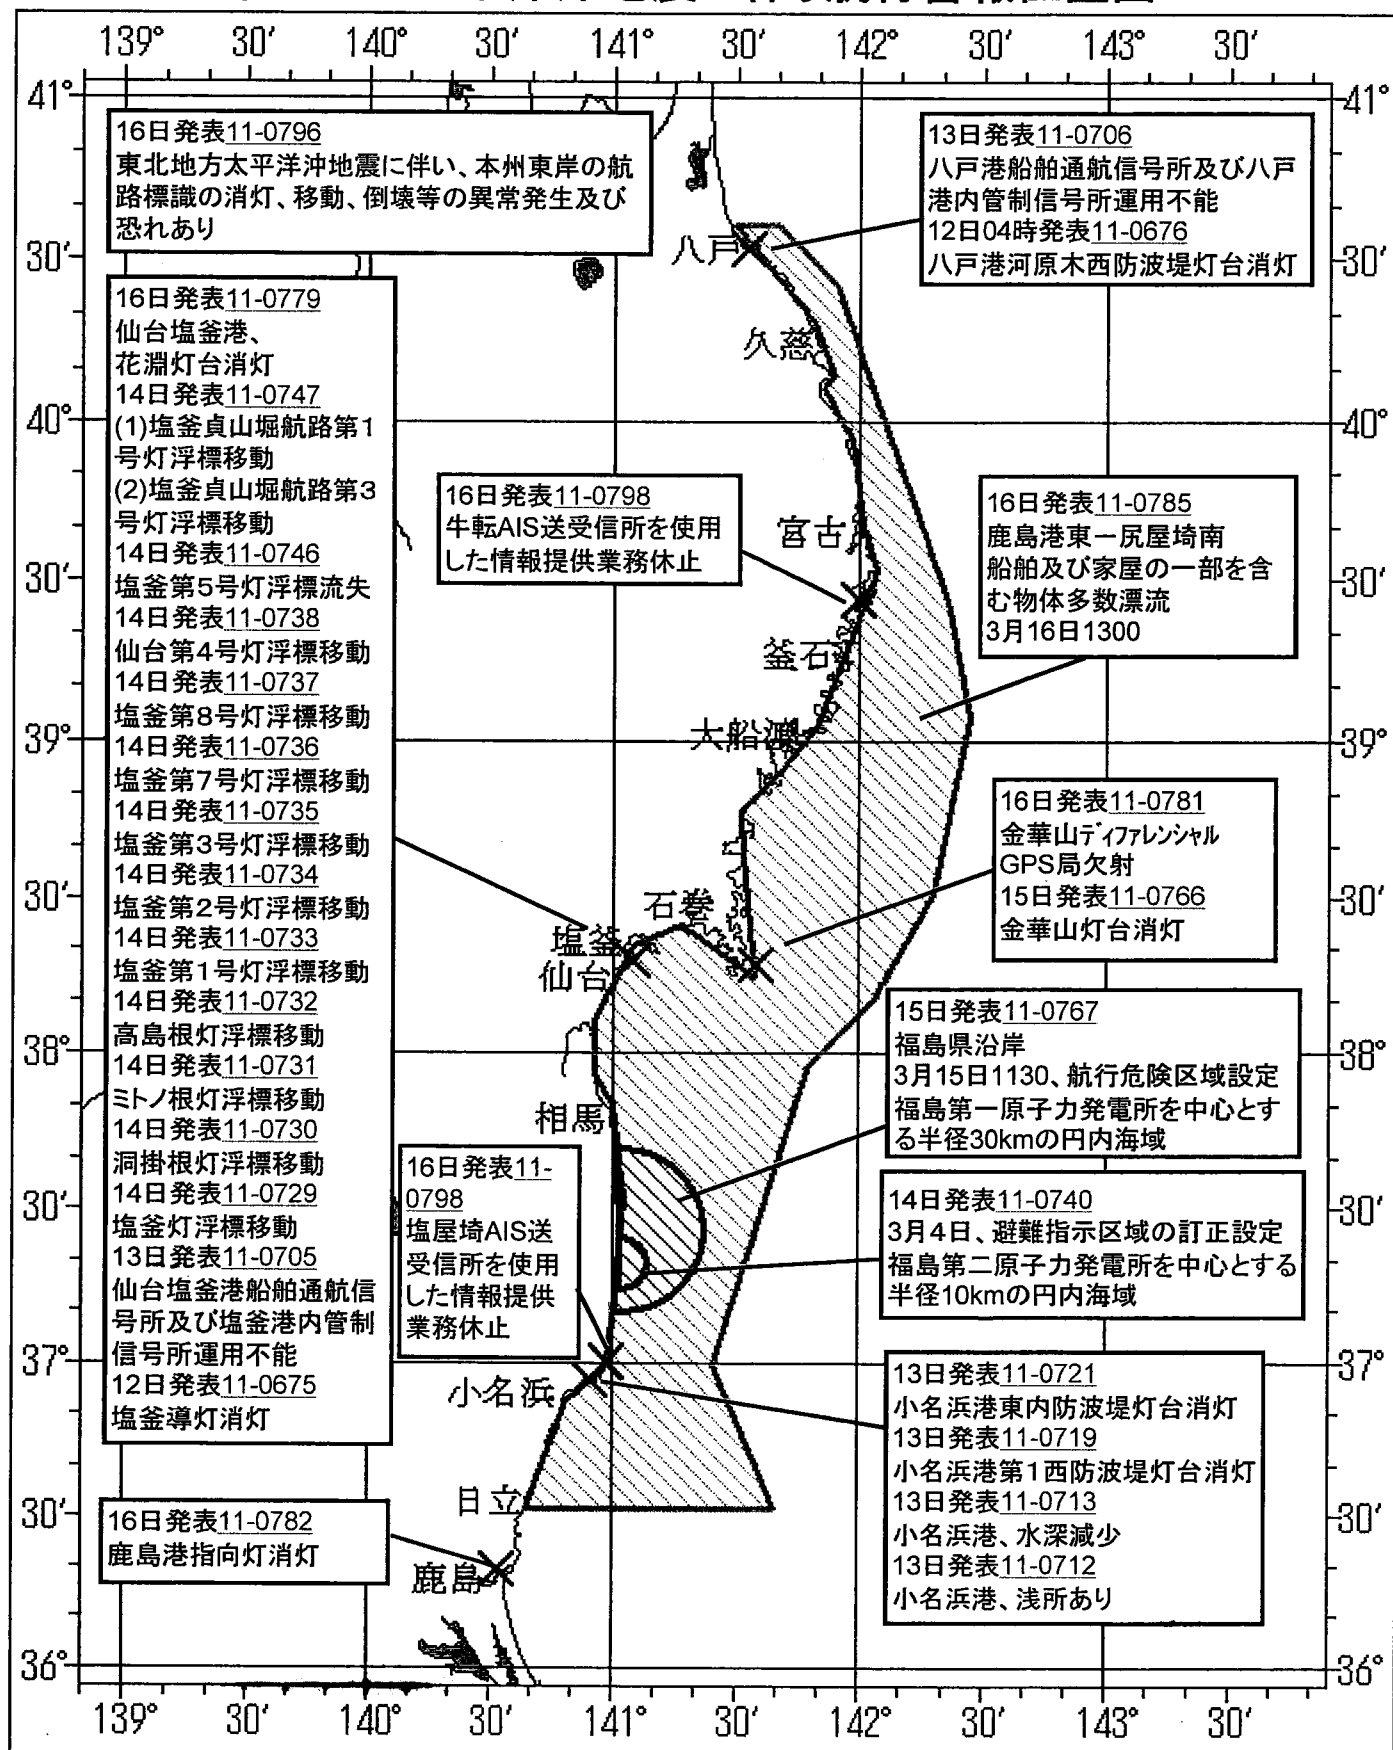 139° 30′ 140° 30′ 141° 30′ 142° 30′ 143° 30′
41°
41°
16日発表11-0796
東北地方太平洋沖地震に伴い、本州東岸の航
路標識の消灯、移動、倒壊等の異常発生及び
恐れあり
13日発表11-0706
八戸港船舶通航信号所及び八戸
港内管制信号所運用不能
12日04時発表11-0676
八戸港河原木西防波堤灯台消灯
30′
八戸
30′
16日発表11-0779
仙台塩釜港、
花淵灯台消灯
14日発表11-0747
(1)塩釜貞山堀航路第1
号灯浮標移動
(2)塩釜貞山堀航路第3
号灯浮標移動
14日発表11-0746
塩釜第5号灯浮標流失
14日発表11-0738
仙台第4号灯浮標移動
14日発表11-0737
塩釜第8号灯浮標移動
14日発表11-0736
塩釜第7号灯浮標移動
14日発表11-0735
塩釜第3号灯浮標移動
14日発表11-0734
塩釜第2号灯浮標移動
14日発表11-0733
塩釜第1号灯浮標移動
14日発表11-0732
高島根灯浮標移動
14日発表11-0731
ミトノ根灯浮標移動
14日発表11-0730
洞掛根灯浮標移動
14日発表11-0729
塩釜灯浮標移動
13日発表11-0705
仙台塩釜港船舶通航信
号所及び塩釜港内管制
信号所運用不能
12日発表11-0675
塩釜導灯消灯
久慈
40°
40°
16日発表11-0798
牛転AIS送受信所を使用
した情報提供業務休止
宮古
16日発表11-0785
鹿島港東ー尻屋埼南
船舶及び家屋の一部を含
む物体多数漂流
3月16日1300
30′
30′
釜石
大船渡
39°
39°
16日発表11-0781
金華山ディファレンシャル
GPS局欠射
15日発表11-0766
金華山灯台消灯
30′
30′
石巻
塩釜
仙台
15日発表11-0767
福島県沿岸
3月15日1130、航行危険区域設定
福島第一原子力発電所を中心とす
る半径30kmの円内海域
38°
38°
相馬
16日発表11-
0798
塩屋埼AIS送
受信所を使用
した情報提供
業務休止
14日発表11-0740
3月4日、避難指示区域の訂正設定
福島第二原子力発電所を中心とする
半径10kmの円内海域
30′
30′
37°
37°
小名浜
13日発表11-0721
小名浜港東内防波堤灯台消灯
13日発表11-0719
小名浜港第1西防波堤灯台消灯
13日発表11-0713
小名浜港、水深減少
13日発表11-0712
小名浜港、浅所あり
30′
日立
30′
16日発表11-0782
鹿島港指向灯消灯
鹿島
36°
36°
139° 30′ 140° 30′ 141° 30′ 142° 30′ 143° 30′